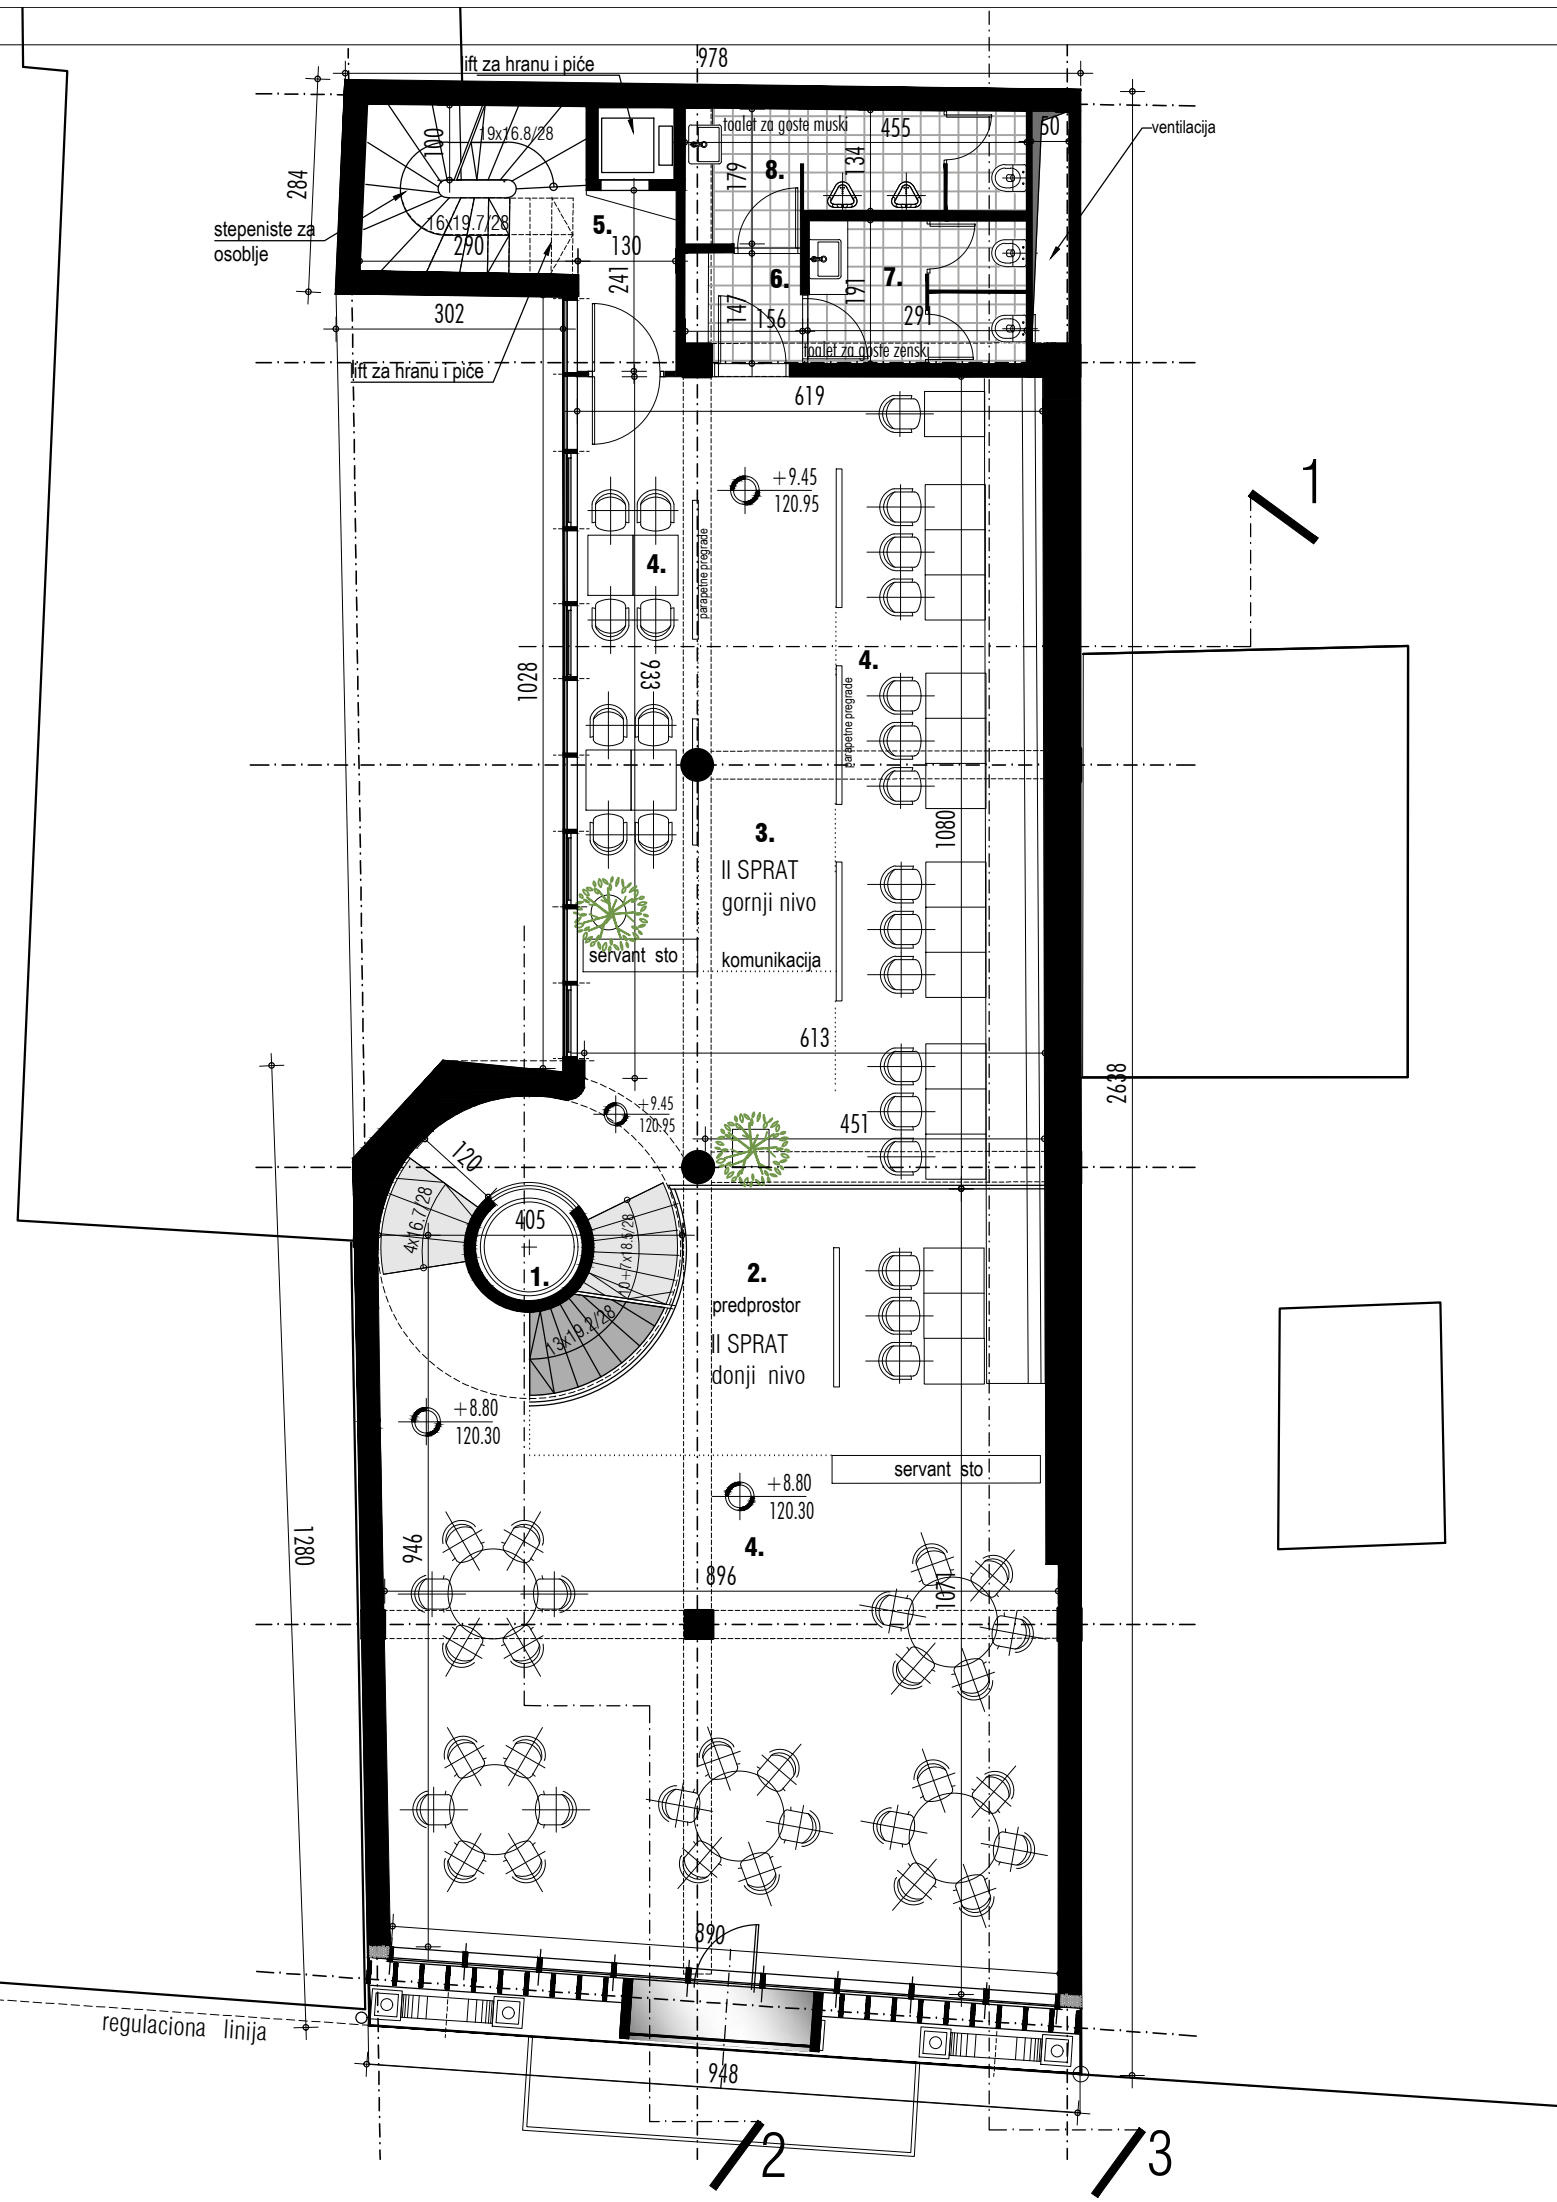 978
lift za hranu i piće
19x16.8/28
100
toalet za goste muski
455
50
ventilacija
134
179
8.
284
stepeniste za
osoblje
16x19.7/28
290
5.
130
241
6.
7.
191
147
156
291
302
toalet za goste zenski
lift za hranu i piće
619
+9.45
120.95
1
parapetne pregrade
4.
4.
933
1028
parapetne pregrade
1080
3.
II SPRAT
gornji nivo
servant sto
komunikacija
613
2638
+9.45
120.95
451
120
4x16.7/28
405
10+7x18.5/28
1.
2.
predprostor
13x19.2/28
II SPRAT
donji nivo
+8.80
120.30
servant sto
+8.80
120.30
1280
946
4.
896
1071
890
regulaciona linija
948
2
3